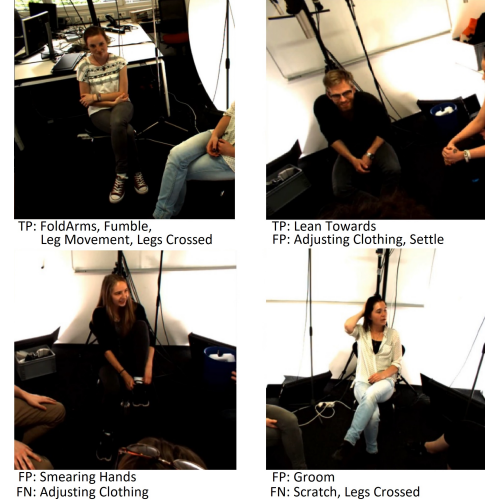 TP: FoldArms, Fumble,
Leg Movement, Legs Crossed
TP: Lean Towards
FP: Adjusting Clothing, Settle
FP: Smearing Hands
FN: Adjusting Clothing
FP: Groom
FN: Scratch, Legs Crossed